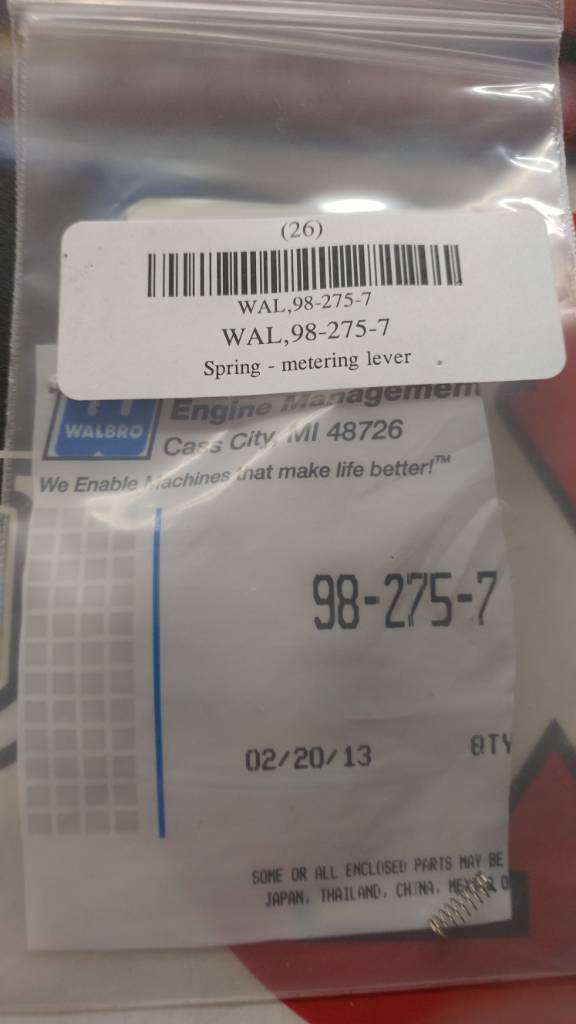 (26)
WAL,98-275-7
WAL,98-275-7
Spring - metering lever
Engine Management
WALBRO
Cass City, MI 48726
We Enable Machines that make life better!™
98-275-7
02/20/13
QTY
SOME OR ALL ENCLOSED PARTS MAY BE
JAPAN, THAILAND, CHINA, MEXICO